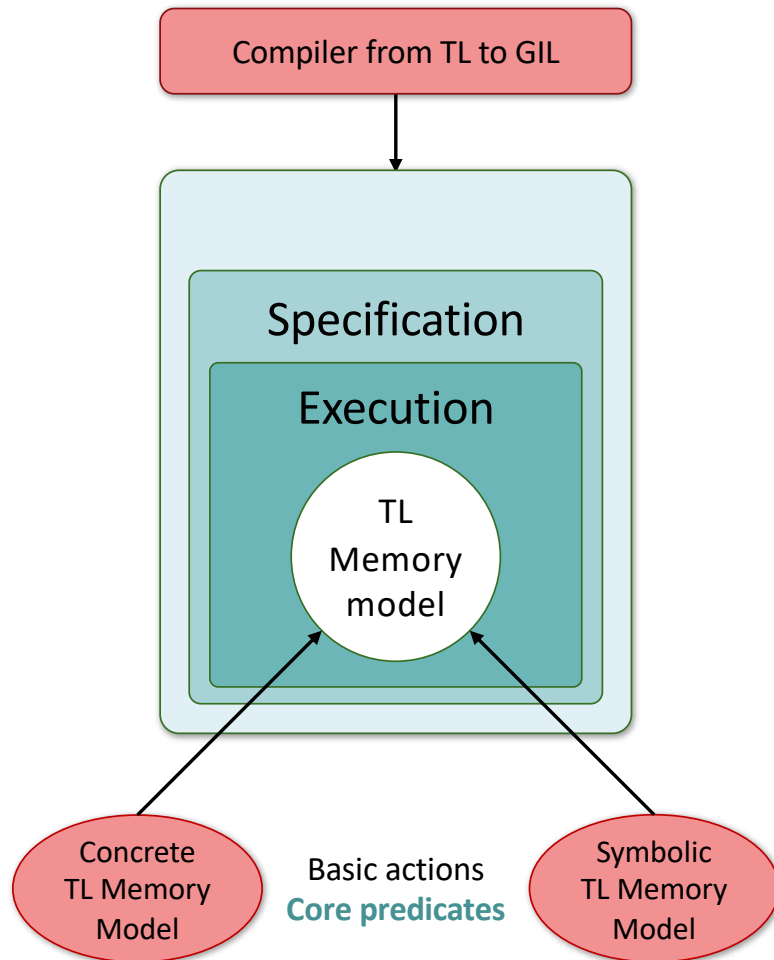 Compiler from TL to GIL
Specification
Execution
TL
Memory
model
Concrete
TL Memory
Model
Basic actions
Core predicates
Symbolic
TL Memory
Model